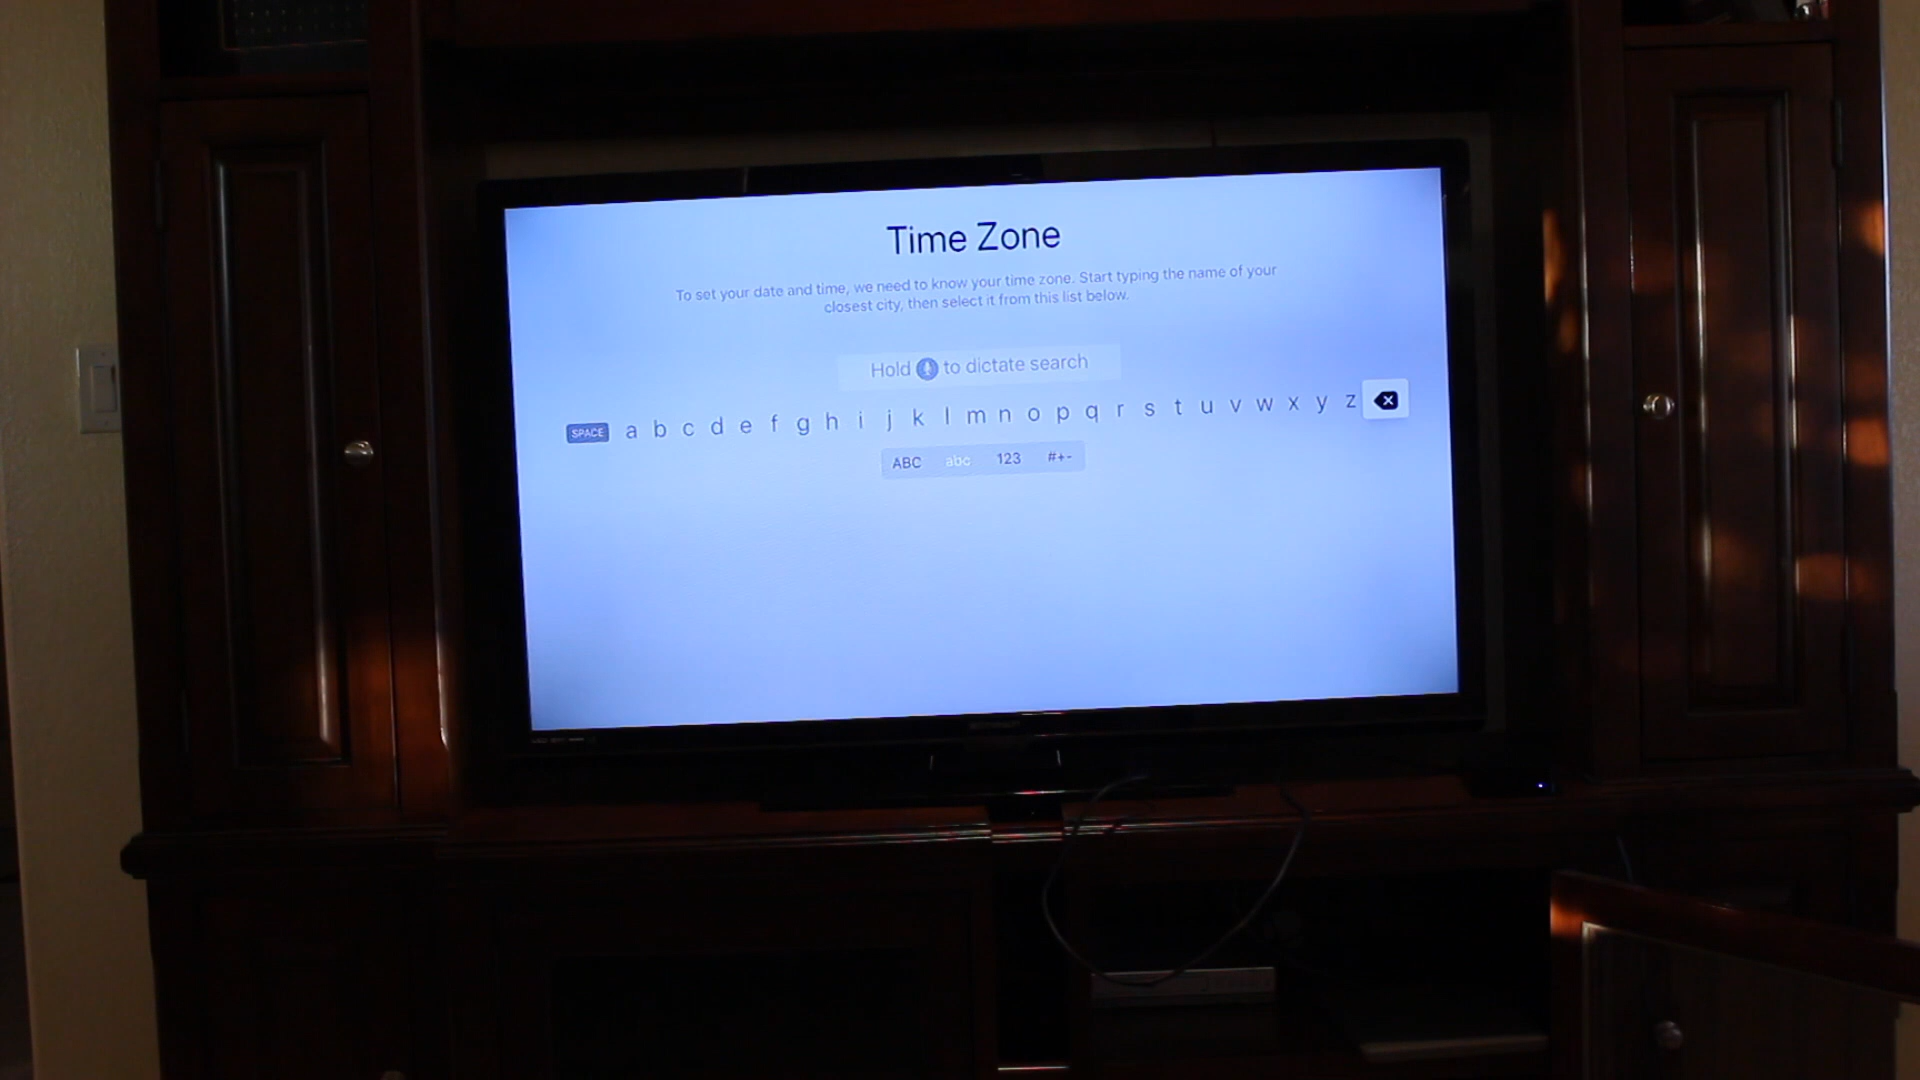 Time Zone
To set your date and time, we need to know your time zone. Start typing the name of your
closest city, then select it from this list below.
Hold to dictate search
SPACE a b c d e f g h i j k l m n o p q r s t u v w x y z
ABC abc 123 #+-